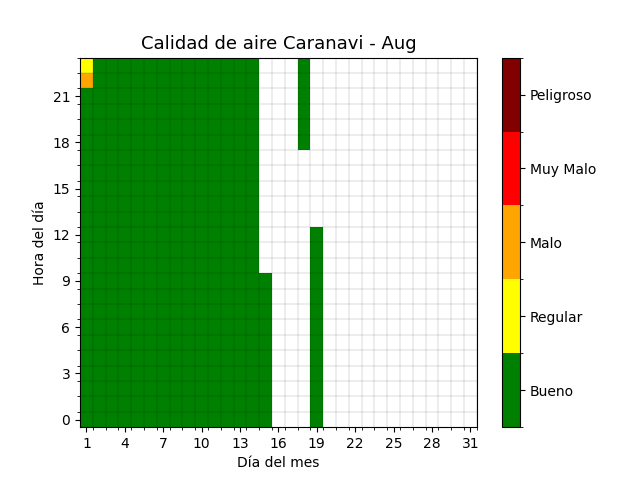 Calidad de aire Caranavi - Aug
Hora del día
21
18
15
12
9
6
3
0
1 4 7 10 13 16 19 22 25 28 31
Día del mes
Peligroso
Muy Malo
Malo
Regular
Bueno